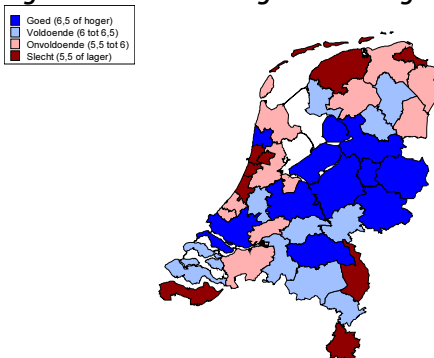 Goed (6,5 of hoger)
Voldoende (6 tot 6,5)
Onvoldoende (5,5 tot 6)
Slecht (5,5 of lager)